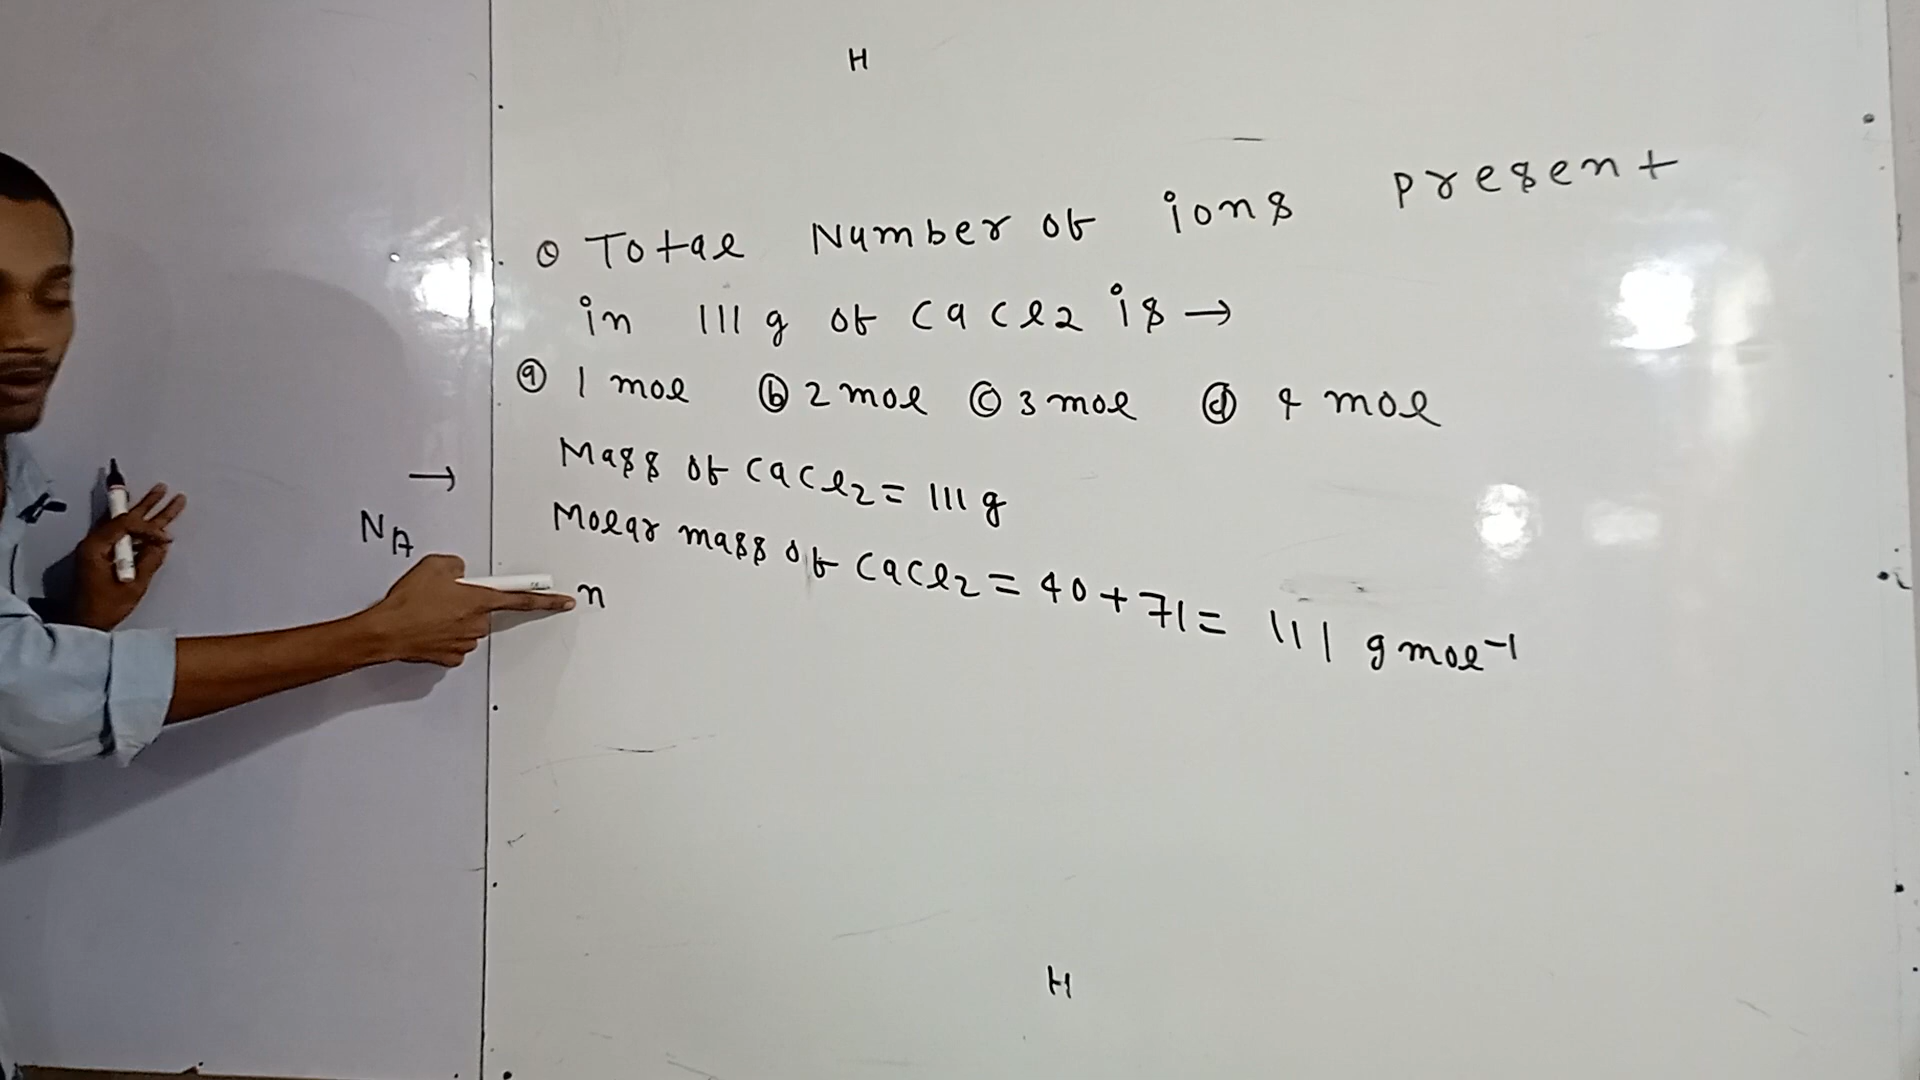 H
Q Total Number of ions present
in 111 g of CaCl2 is →
(a) 1 mol (b) 2 mol (c) 3 mol (d) 4 mol
→ Mass of CaCl2 = 111 g
Molar mass of CaCl2 = 40 + 71 = 111 g mol⁻¹
NA
n
H